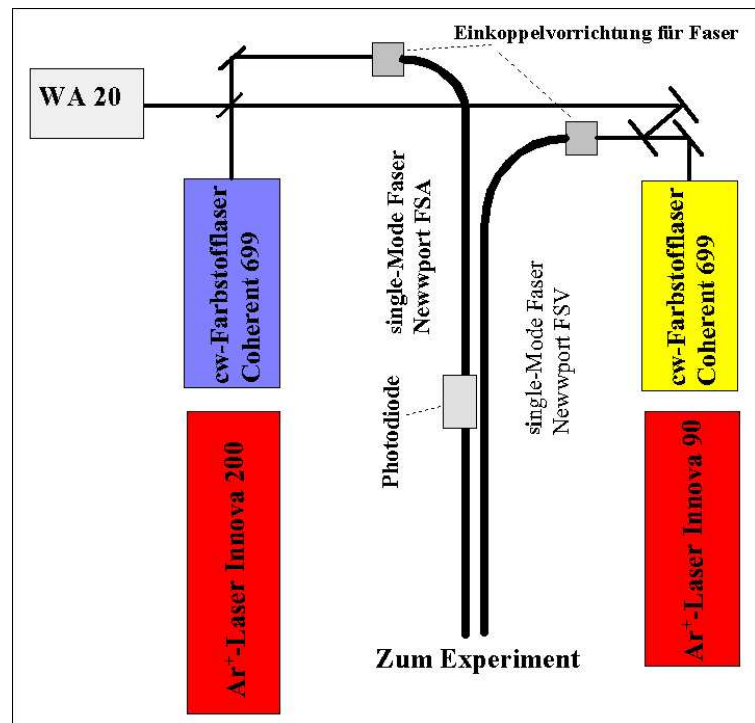 Einkoppelvorrichtung für Faser
WA 20
cw-Farbstofflaser
Coherent 699
single-Mode Faser
Newwport FSA
single-Mode Faser
Newwport FSV
cw-Farbstofflaser
Coherent 699
Photodiode
Ar⁺-Laser Innova 200
Ar⁺-Laser Innova 90
Zum Experiment